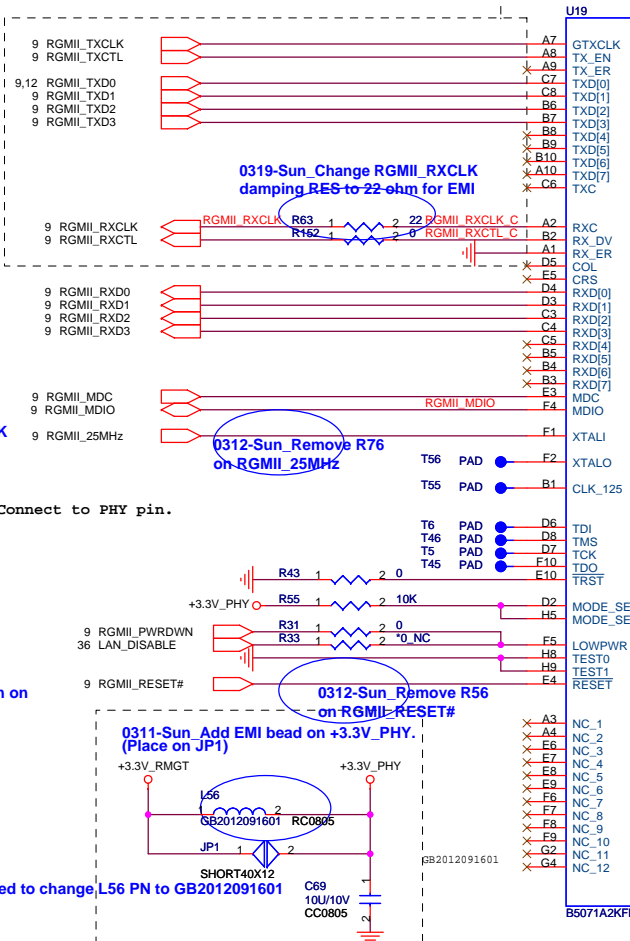 U19
9 RGMII_TXCLK A7 GTXCLK
9 RGMII_TXCTL A8 TX_EN
A9 TX_ER
9,12 RGMII_TXD0 C7 TXD[0]
9 RGMII_TXD1 C8 TXD[1]
9 RGMII_TXD2 B6 TXD[2]
9 RGMII_TXD3 B7 TXD[3]
B8 TXD[4]
B9 TXD[5]
B10 TXD[6]
A10 TXD[7]
C6 TXC
0319-Sun_Change RGMII_RXCLK
damping RES to 22 ohm for EMI
9 RGMII_RXCLK RGMII_RXCLK R63 1 2 22 RGMII_RXCLK_C A2 RXC
9 RGMII_RXCTL R152 1 2 0 RGMII_RXCTL_C B2 RX_DV
A1 RX_ER
D5 COL
E5 CRS
9 RGMII_RXD0 D4 RXD[0]
9 RGMII_RXD1 D3 RXD[1]
9 RGMII_RXD2 C3 RXD[2]
9 RGMII_RXD3 C4 RXD[3]
C5 RXD[4]
B5 RXD[5]
B4 RXD[6]
B3 RXD[7]
9 RGMII_MDC E3 MDC
9 RGMII_MDIO RGMII_MDIO F4 MDIO
K 9 RGMII_25MHz F1 XTALI
0312-Sun_Remove R76
on RGMII_25MHz
T56 PAD F2 XTALO
T55 PAD B1 CLK_125
Connect to PHY pin.
T6 PAD D6 TDI
T46 PAD D8 TMS
T5 PAD D7 TCK
T45 PAD F10 TDO
R43 1 2 0 E10 TRST
+3.3V_PHY R55 1 2 10K D2 MODE_SE
H5 MODE_SE
9 RGMII_PWRDWN R31 1 2 0
36 LAN_DISABLE R33 1 2 *0_NC F5 LOWPWR
H8 TEST0
H9 TEST1
9 RGMII_RESET# E4 RESET
n on
0312-Sun_Remove R56
on RGMII_RESET#
0311-Sun_Add EMI bead on +3.3V_PHY.
(Place on JP1)
A3 NC_1
A4 NC_2
E6 NC_3
E7 NC_4
E8 NC_5
E9 NC_6
F6 NC_7
F7 NC_8
F8 NC_9
F9 NC_10
G2 NC_11
G4 NC_12
+3.3V_RMGT +3.3V_PHY
L56
1 2
GB2012091601 RC0805
JP1 1 2
SHORT40X12
GB2012091601
ed to change L56 PN to GB2012091601
C69
10U/10V
CC0805
1
2
B5071A2KF